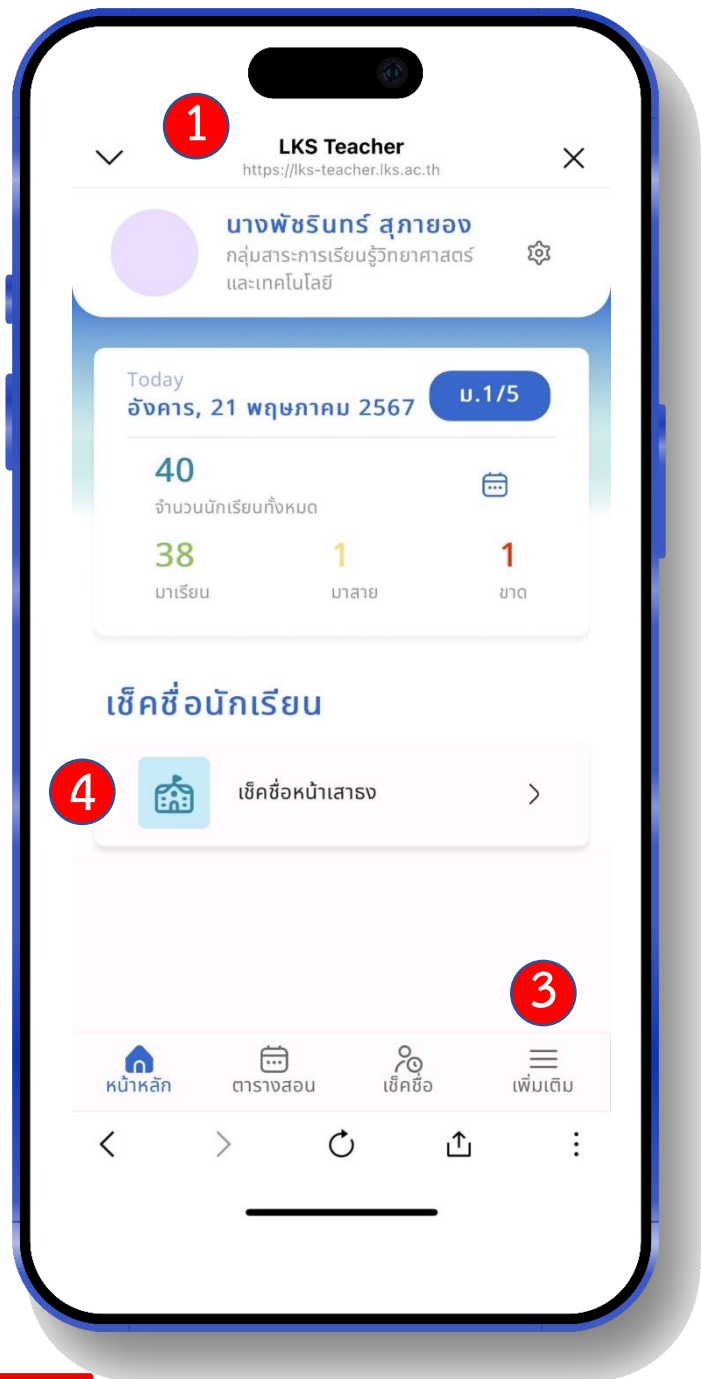 1
LKS Teacher
https://lks-teacher.lks.ac.th
นางพัชรินทร์ สุภายอง
กลุ่มสาระการเรียนรู้วิทยาศาสตร์
และเทคโนโลยี
Today
อังคาร, 21 พฤษภาคม 2567
ม.1/5
40
จำนวนนักเรียนทั้งหมด
38 1 1
มาเรียน มาสาย ขาด
เช็คชื่อนักเรียน
4
เช็คชื่อหน้าเสาธง
3
หน้าหลัก ตารางสอน เช็คชื่อ เพิ่มเติม